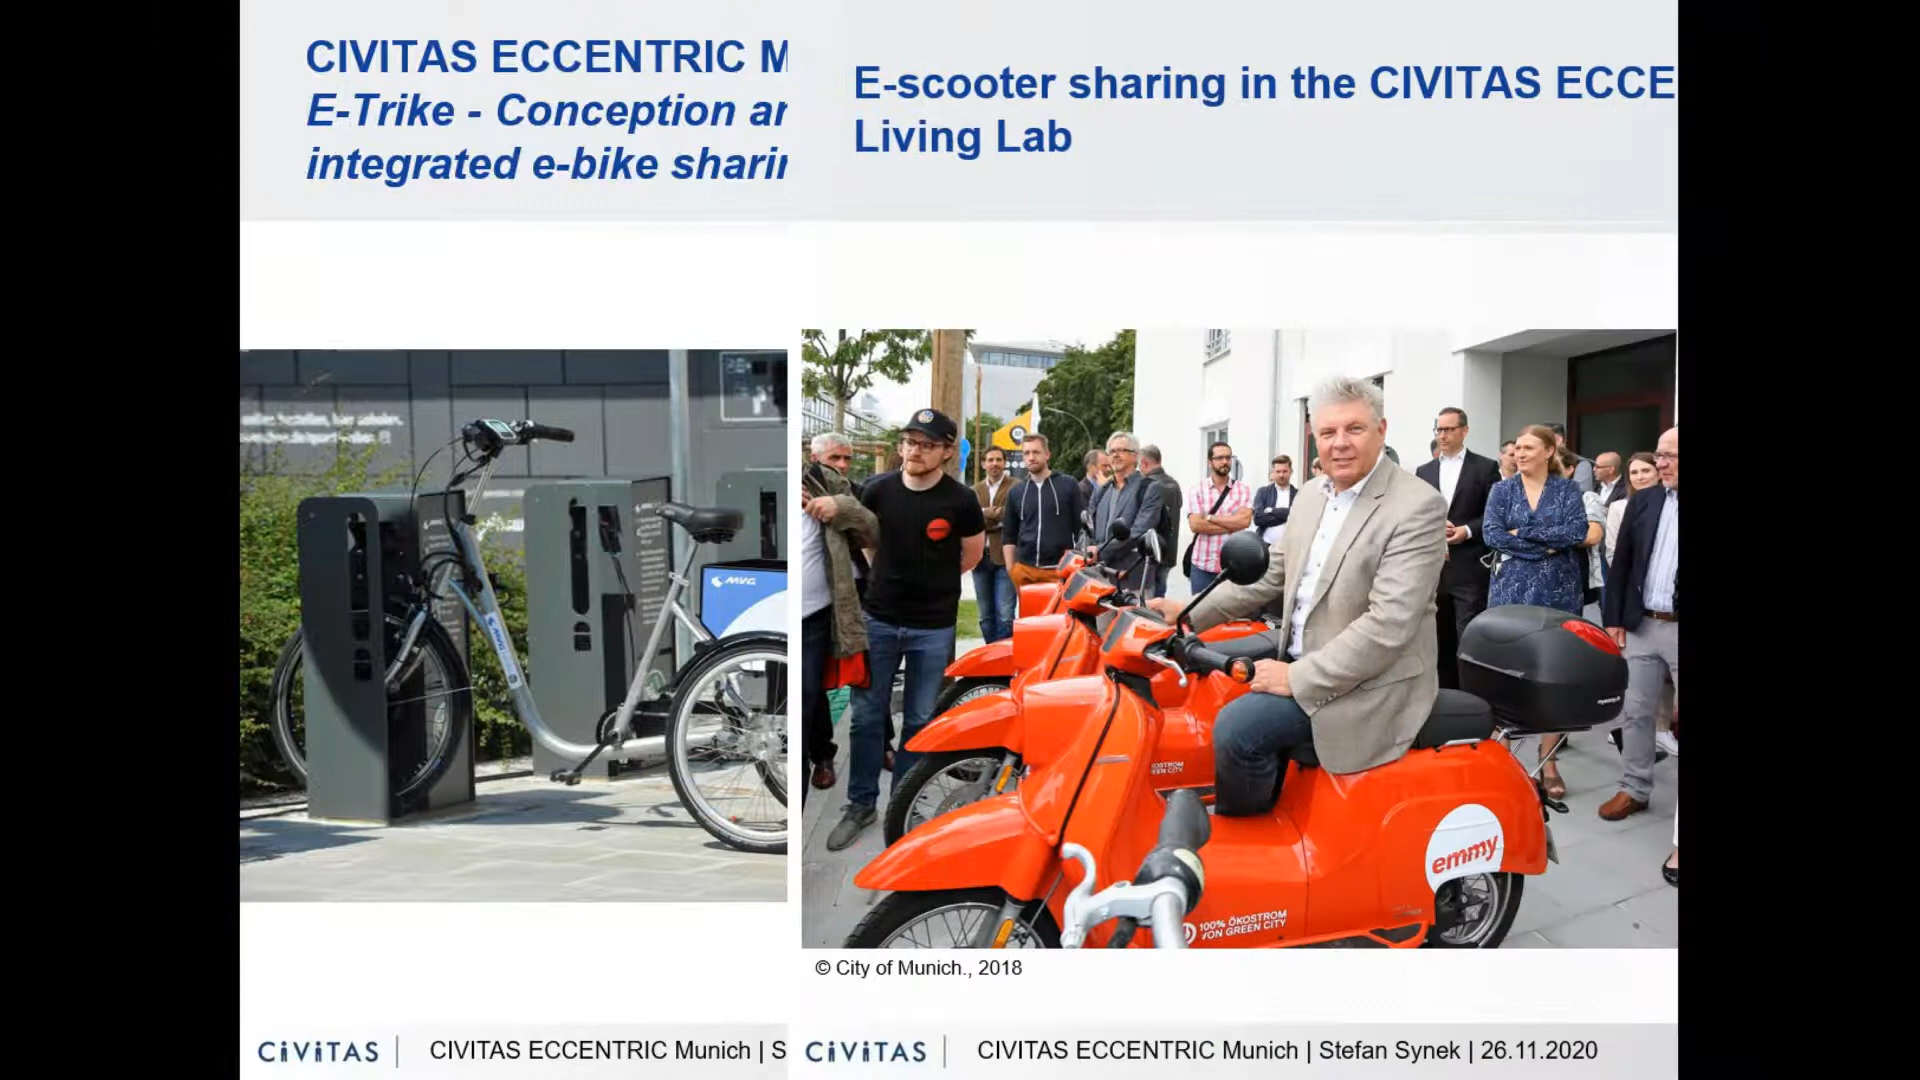 CIVITAS ECCENTRIC M
E-Trike - Conception ar
integrated e-bike sharin
MVG
MVG
CIVITAS
CIVITAS ECCENTRIC Munich | S
E-scooter sharing in the CIVITAS ECCE
Living Lab
emmy
100% ÖKOSTROM
VON GREEN CITY
© City of Munich., 2018
CIVITAS
CIVITAS ECCENTRIC Munich | Stefan Synek | 26.11.2020